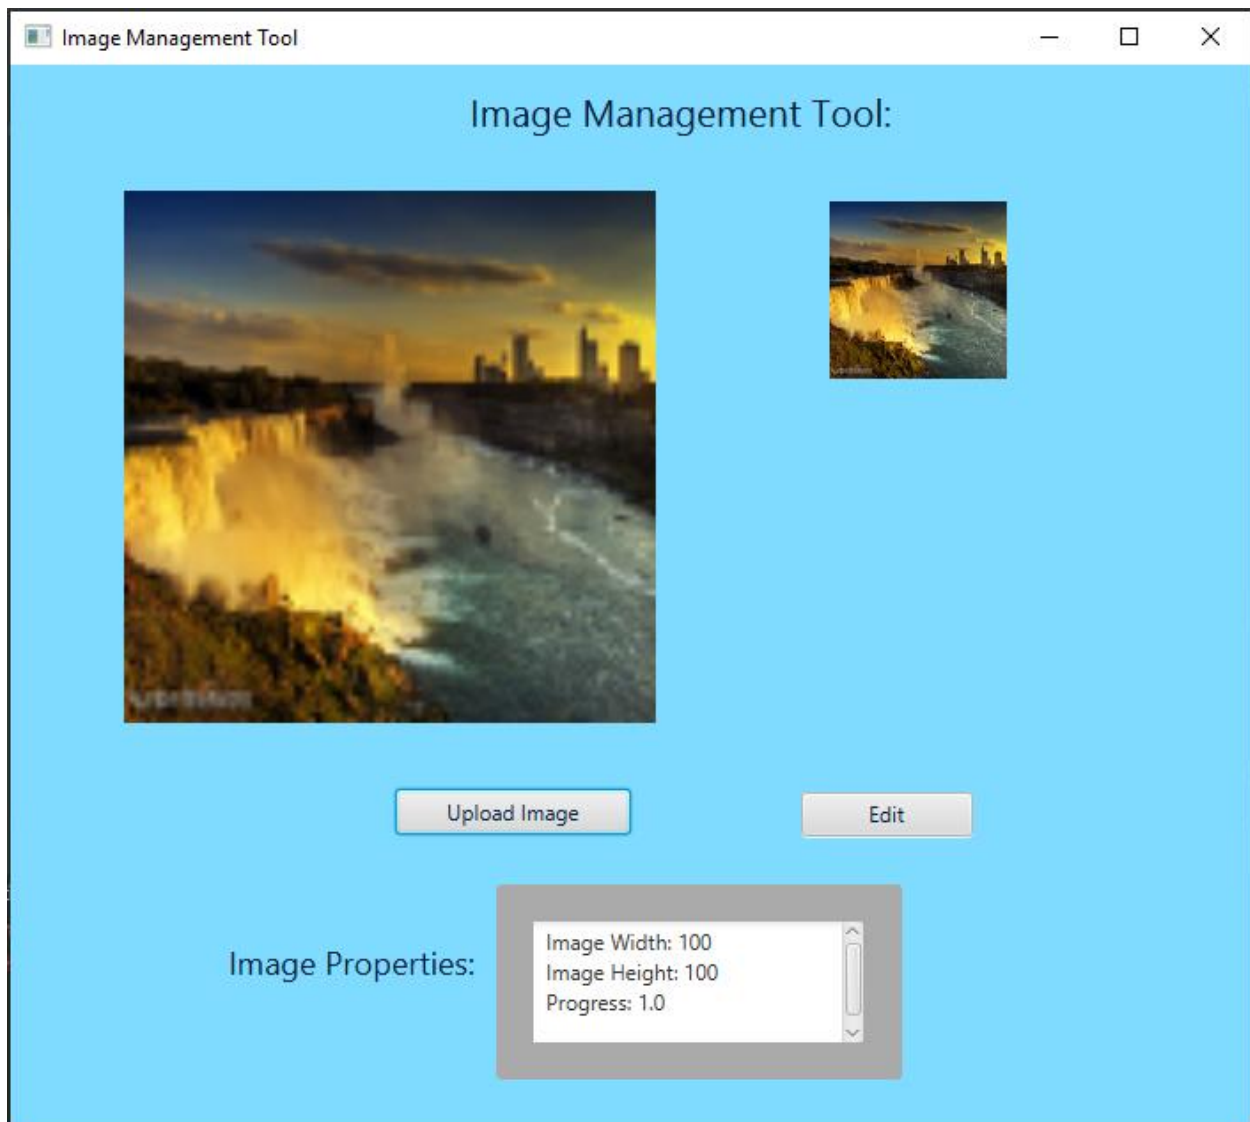 Image Management Tool
Image Management Tool:
Upload Image
Edit
Image Properties:
Image Width: 100
Image Height: 100
Progress: 1.0